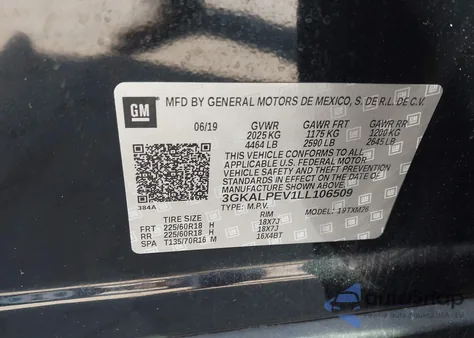 GM
MFD BY GENERAL MOTORS DE MEXICO, S. DE R.L. DE C.V.
06/19 GVWR GAWR FRT GAWR RR
2025 KG 1175 KG 1200 KG
4464 LB 2590 LB 2645 LB
THIS VEHICLE CONFORMS TO ALL
APPLICABLE U.S. FEDERAL MOTOR
VEHICLE SAFETY, BUMPER, AND THEFT
PREVENTION STANDARDS IN EFFECT ON
THE DATE OF MANUFACTURE SHOWN ABOVE.
3GKALPEV1LL106509
384A
TYPE: M.P.V. MODEL: 19TXM26
TIRE SIZE RIM
FRT 225/60R18 H 18X7J
RR 225/60R18 H 18X7J
SPA T135/70R16 M 16X4BT